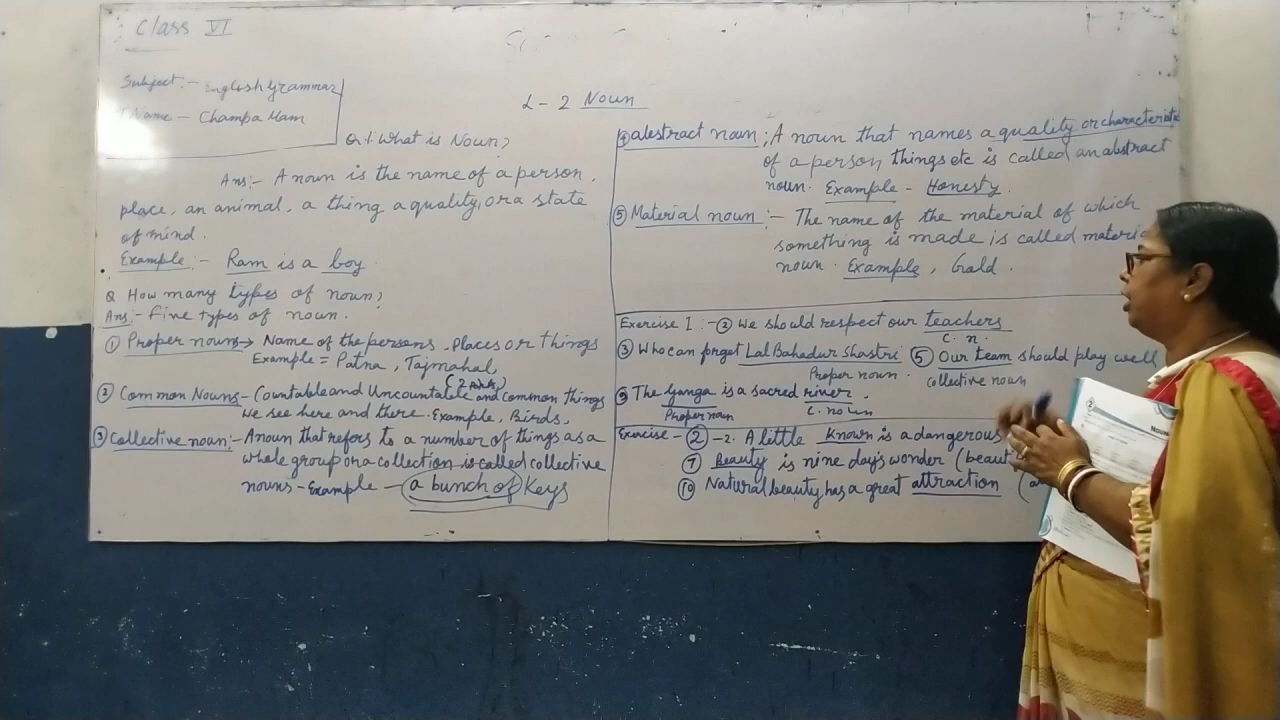 Class VI
Subject:- English Grammar
Name - Champa Mam
L-2 Noun
Q.1 What is Noun?
Ans:- A noun is the name of a person,
place, an animal, a thing a quality, or a state
of mind.
Example:- Ram is a boy.
Q How many types of noun?
Ans:- Five types of noun.
① Proper nouns → Name of the persons, Places or things
Example = Patna, Tajmahal,
② Common Nouns - Countable and Uncountable and common things
we see here and there. Example, Birds,
③ Collective noun:- A noun that refers to a number of things as a
whole group or a collection is called collective
nouns - Example - a bunch of Keys
④ abestract noun; A noun that names a quality or characteristic
of a person, things etc is called an abstract
noun. Example - Honesty.
⑤ Material noun:- The name of the material of which
something is made is called material
noun. Example, Gald.
Exercise I:- ② We should respect our teachers
C. n.
③ Who can forget Lal Bahadur Shastri ⑤ Our team should play well
Proper noun. collective noun
⑨ The Ganga is a sacred river.
Proper noun C. noun
Exercise - ② - 2. A little Known is a dangerous
⑦ Beauty is nine day's wonder (beaut
⑩ Natural beauty has a great attraction